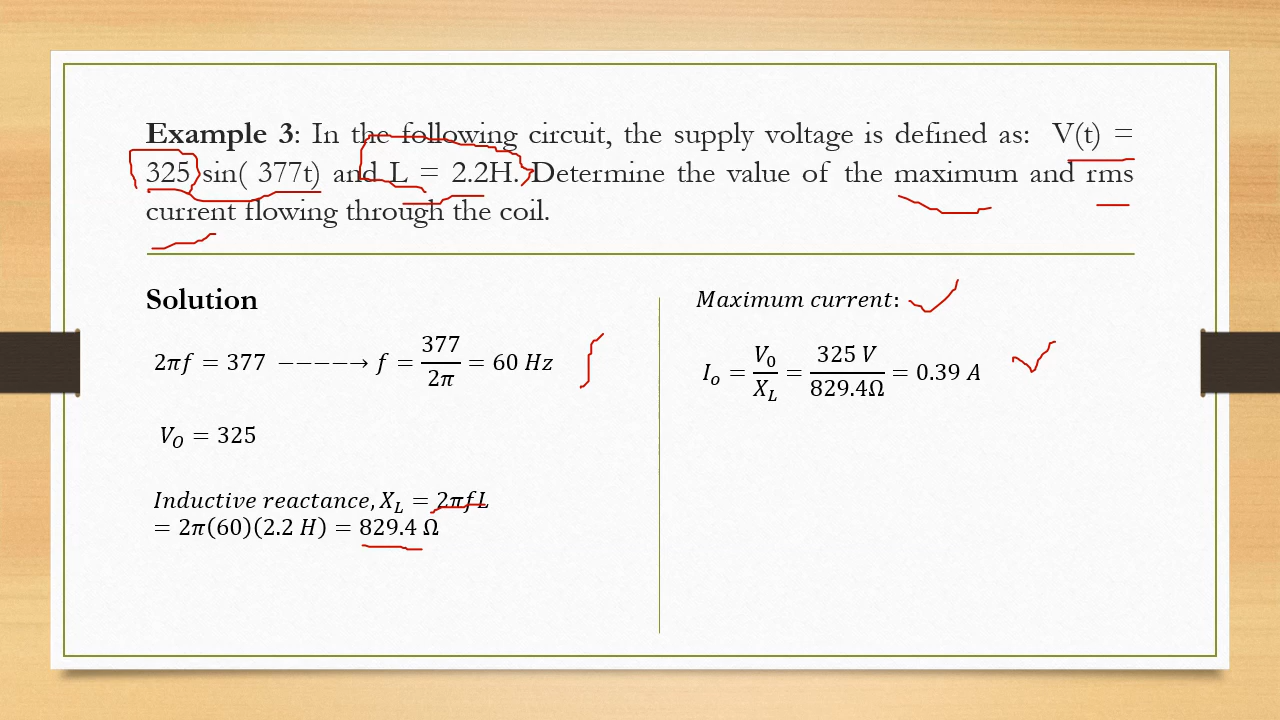 Example 3: In the following circuit, the supply voltage is defined as: V(t) =
325 sin( 377t) and L = 2.2H. Determine the value of the maximum and rms
current flowing through the coil.
Solution
2πf = 377 −−−−−→ f = 377/2π = 60 Hz
V_O = 325
Inductive reactance, X_L = 2πfL
= 2π(60)(2.2 H) = 829.4 Ω
Maximum current:
I_o = V_0/X_L = 325 V/829.4Ω = 0.39 A